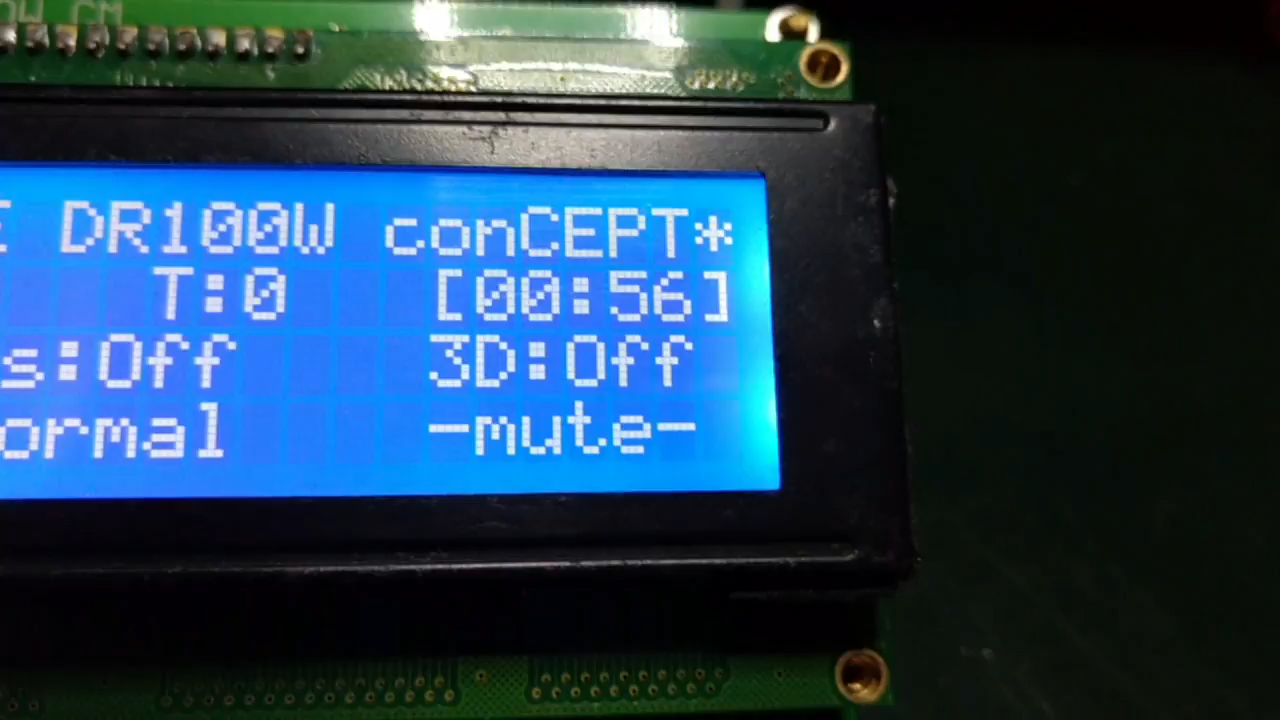 DR100W conCEPT*
T:0 [00:56]
s:Off 3D:Off
ormal -mute-